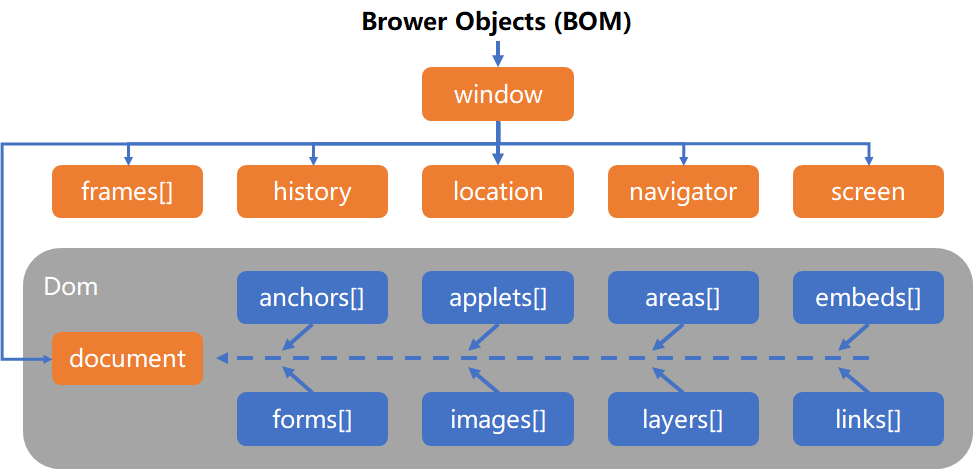 Brower Objects (BOM)
window
frames[]
history
location
navigator
screen
Dom
anchors[]
applets[]
areas[]
embeds[]
document
forms[]
images[]
layers[]
links[]